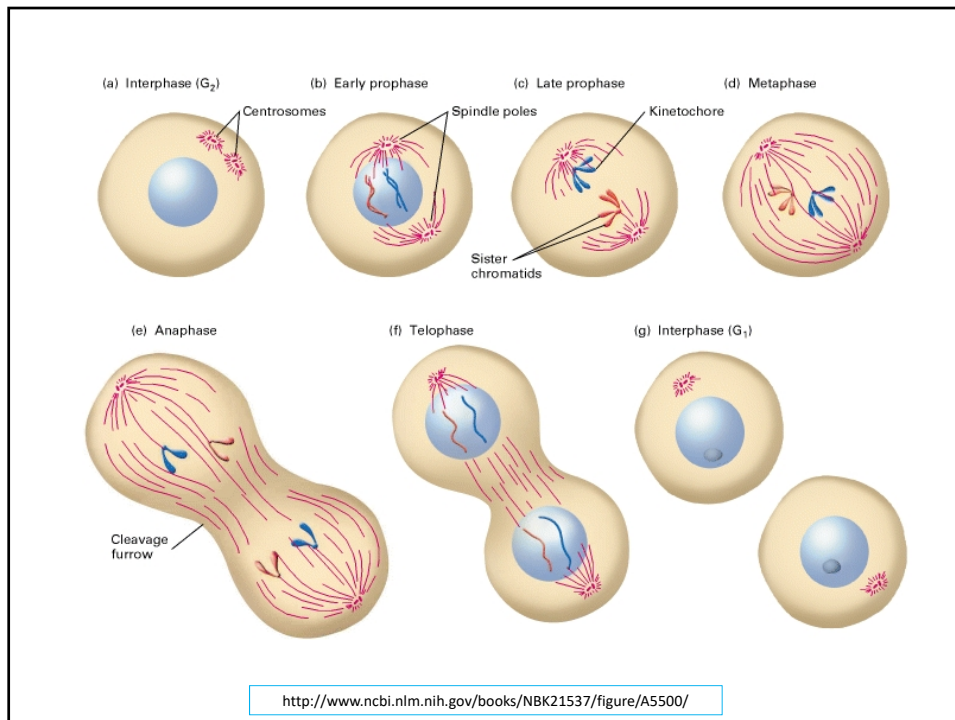 (a) Interphase (G₂)
(b) Early prophase
(c) Late prophase
(d) Metaphase
Centrosomes
Spindle poles
Kinetochore
Sister
chromatids
(e) Anaphase
(f) Telophase
(g) Interphase (G₁)
Cleavage
furrow
http://www.ncbi.nlm.nih.gov/books/NBK21537/figure/A5500/